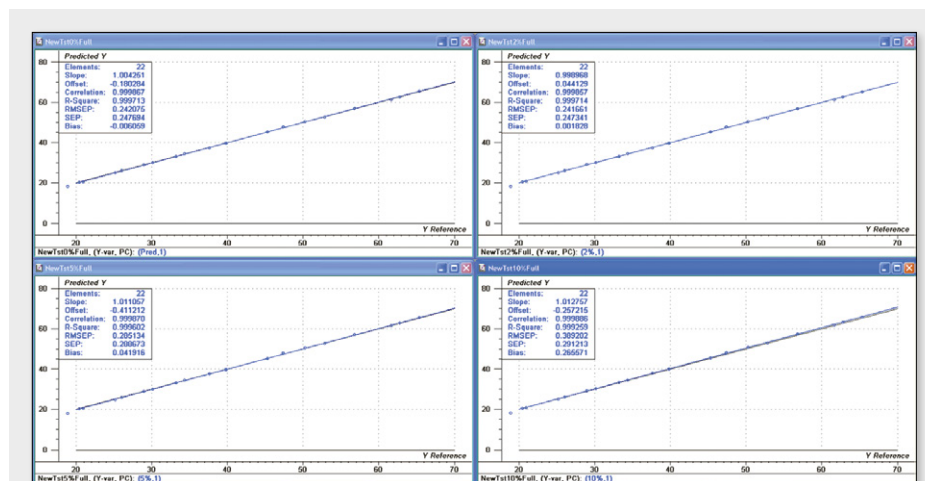 NewTst0%Full
Predicted Y
Elements: 22
Slope: 1.004251
Offset: -0.180284
Correlation: 0.999867
R-Square: 0.999713
RMSEP: 0.242075
SEP: 0.247694
Bias: -0.006059
80
60
40
20
0
Y Reference
20 30 40 50 60 70
NewTst0%Full, (Y-var, PC): (Pred,1)
NewTst2%Full
Predicted Y
Elements: 22
Slope: 0.998968
Offset: 0.044129
Correlation: 0.999857
R-Square: 0.999714
RMSEP: 0.241661
SEP: 0.247341
Bias: 0.001828
80
60
40
20
0
Y Reference
20 30 40 50 60 70
NewTst2%Full, (Y-var, PC): (2%,1)
NewTst5%Full
Predicted Y
Elements: 22
Slope: 1.011057
Offset: -0.411212
Correlation: 0.999870
R-Square: 0.999602
RMSEP:
SEP:
Bias: 0.041916
80
60
40
20
0
Y Reference
20 30 40 50 60 70
NewTst5%Full, (Y-var, PC): (5%,1)
NewTst10%Full
Predicted Y
Elements: 22
Slope: 1.012757
Offset: -0.257215
Correlation: 0.999886
R-Square: 0.999259
RMSEP: 0.389202
SEP: 0.291213
Bias: 0.265571
80
60
40
20
0
Y Reference
20 30 40 50 60 70
NewTst10%Full, (Y-var, PC): (10%,1)